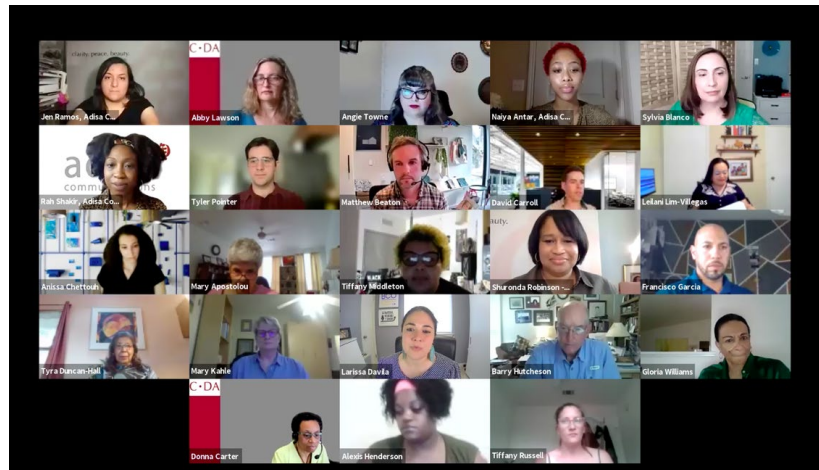 clarity. peace. beauty.
Jen Ramos, Adisa C...
C·DA
Abby Lawson
Angie Towne
Naiya Antar, Adisa C...
Sylvia Blanco
Rah Shakir, Adisa Co...
Tyler Pointer
Matthew Beaton
David Carroll
Leilani Lim-Villegas
Anissa Chettouh
Mary Apostolou
BLACK
Tiffany Middleton
auty.
Shuronda Robinson -...
Francisco Garcia
Tyra Duncan-Hall
Mary Kahle
Larissa Davila
Barry Hutcheson
Gloria Williams
C·DA
Donna Carter
Alexis Henderson
Tiffany Russell